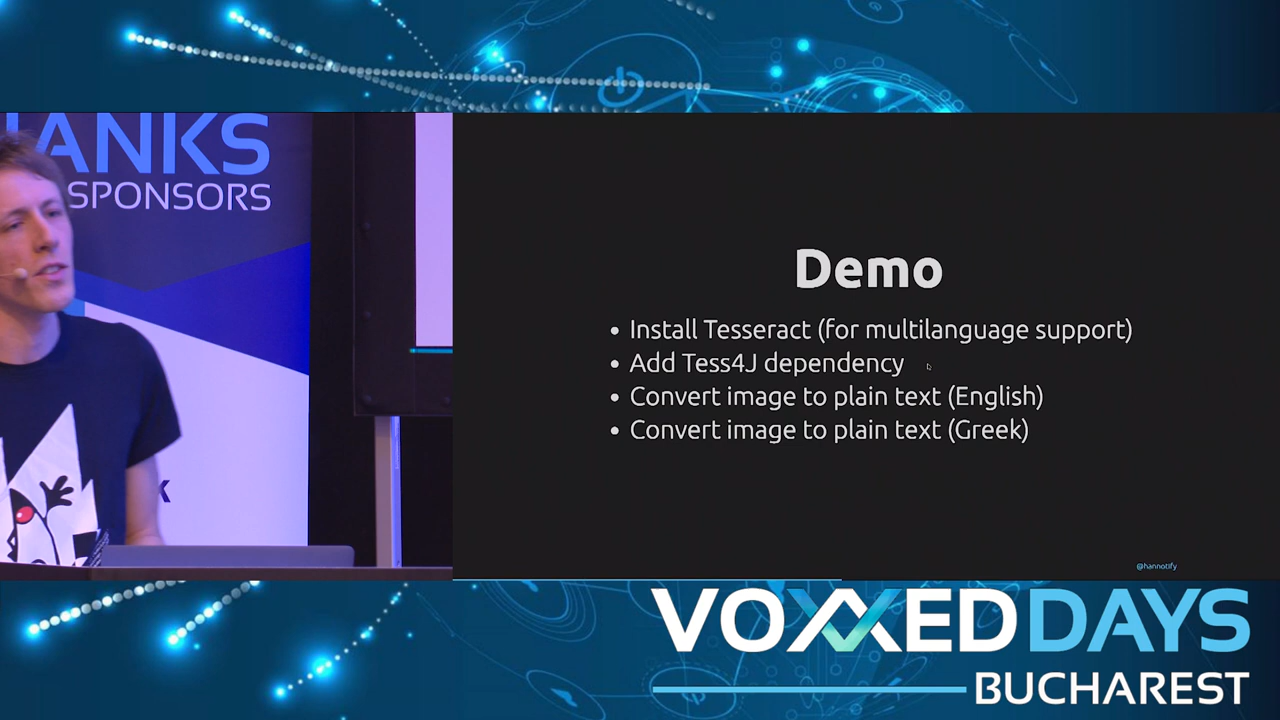 ANKS
SPONSORS
Demo
• Install Tesseract (for multilanguage support)
• Add Tess4J dependency
• Convert image to plain text (English)
• Convert image to plain text (Greek)
@hannotify
VOXXED DAYS
BUCHAREST